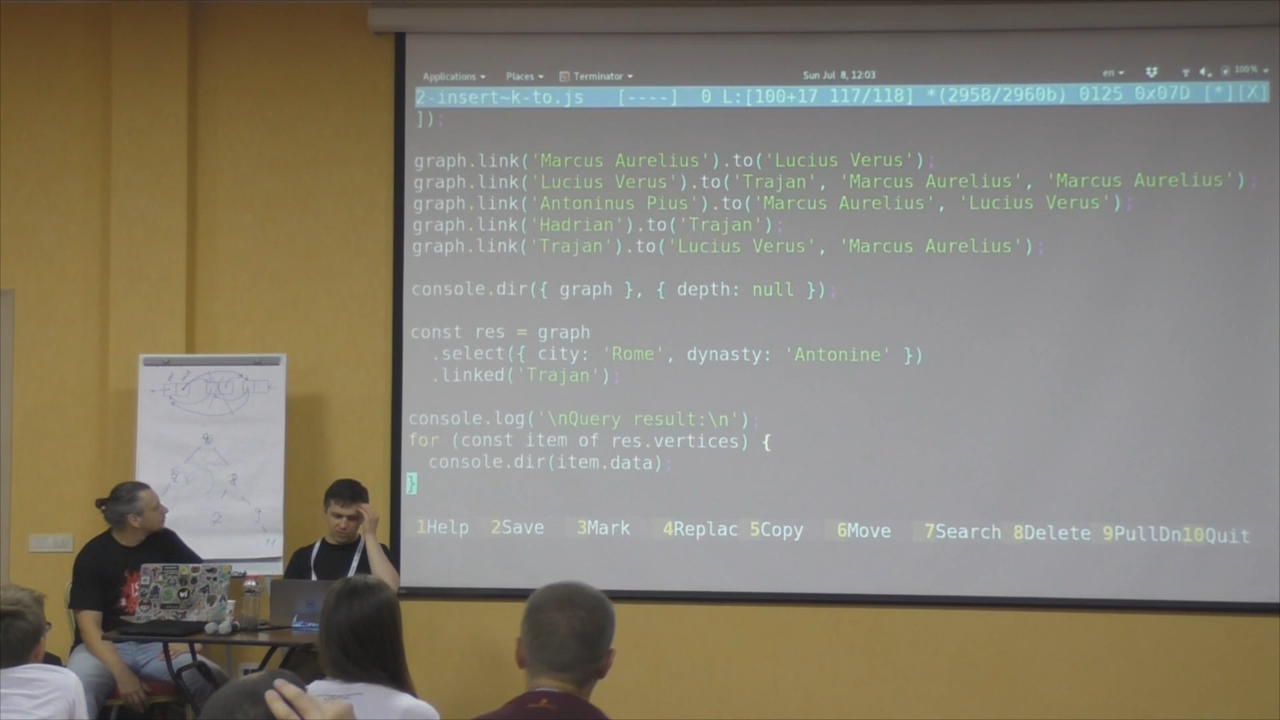 Applications Places Terminator Sun Jul 8, 12:03 en 100%
2-insert~k-to.js [----] 0 L:[100+17 117/118] *(2958/2960b) 0125 0x07D [*][X]
]);
graph.link('Marcus Aurelius').to('Lucius Verus');
graph.link('Lucius Verus').to('Trajan', 'Marcus Aurelius', 'Marcus Aurelius');
graph.link('Antoninus Pius').to('Marcus Aurelius', 'Lucius Verus');
graph.link('Hadrian').to('Trajan');
graph.link('Trajan').to('Lucius Verus', 'Marcus Aurelius');
console.dir({ graph }, { depth: null });
const res = graph
.select({ city: 'Rome', dynasty: 'Antonine' })
.linked('Trajan');
console.log('\nQuery result:\n');
for (const item of res.vertices) {
console.dir(item.data);
}
1Help 2Save 3Mark 4Replac 5Copy 6Move 7Search 8Delete 9PullDn 10Quit